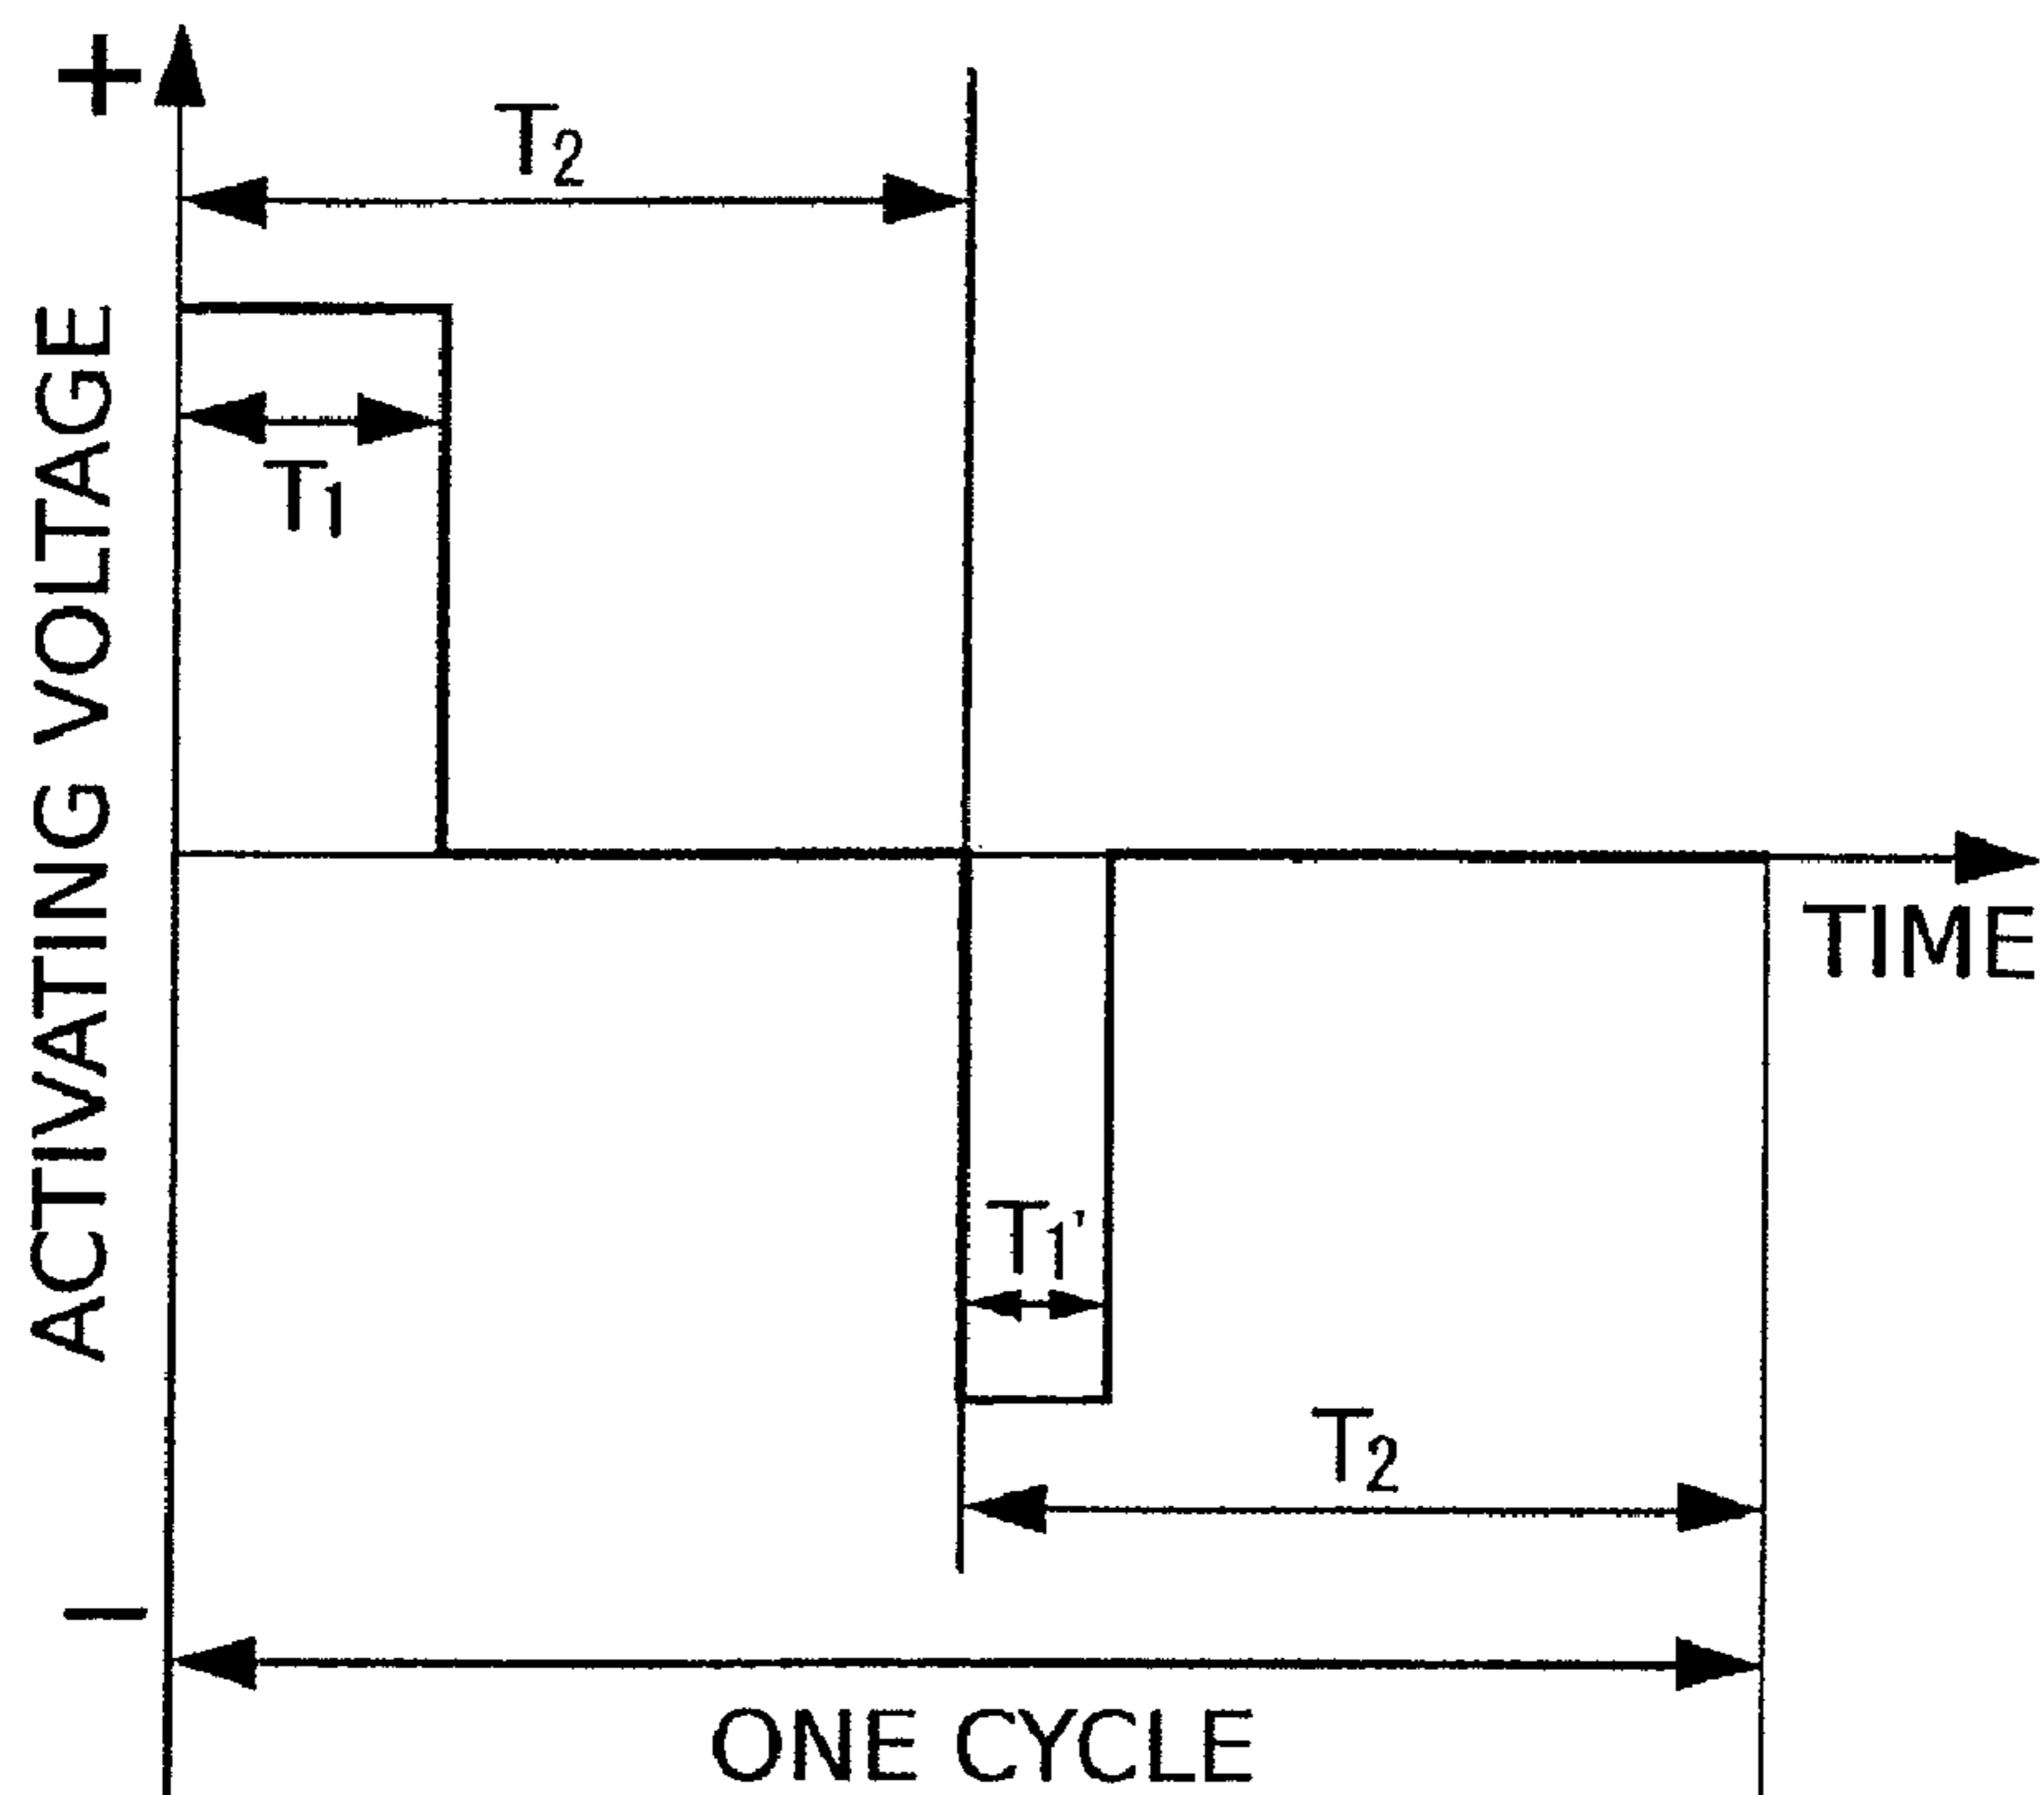 +
T2
ACTIVATING VOLTAGE
T1
TIME
T1'
T2
−
ONE CYCLE